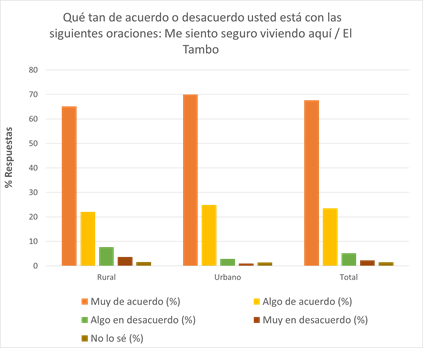 Qué tan de acuerdo o desacuerdo usted está con las
siguientes oraciones: Me siento seguro viviendo aquí / El
Tambo
80
70
60
50
40
30
20
10
0
% Respuestas
Rural Urbano Total
Muy de acuerdo (%) Algo de acuerdo (%)
Algo en desacuerdo (%) Muy en desacuerdo (%)
No lo sé (%)